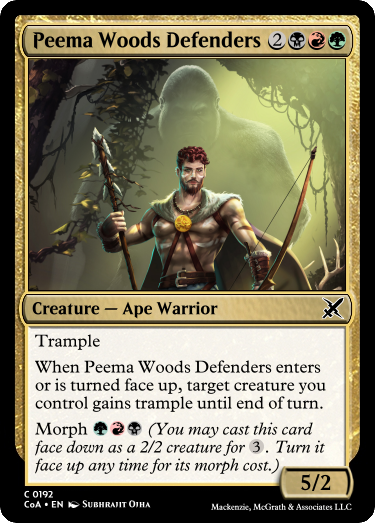 Peema Woods Defenders 2
Creature — Ape Warrior
Trample
When Peema Woods Defenders enters
or is turned face up, target creature you
control gains trample until end of turn.
Morph (You may cast this card
face down as a 2/2 creature for 3. Turn it
face up any time for its morph cost.)
5/2
C 0192
CoA • EN Subhrajit Ojha
Mackenzie, McGrath & Associates LLC